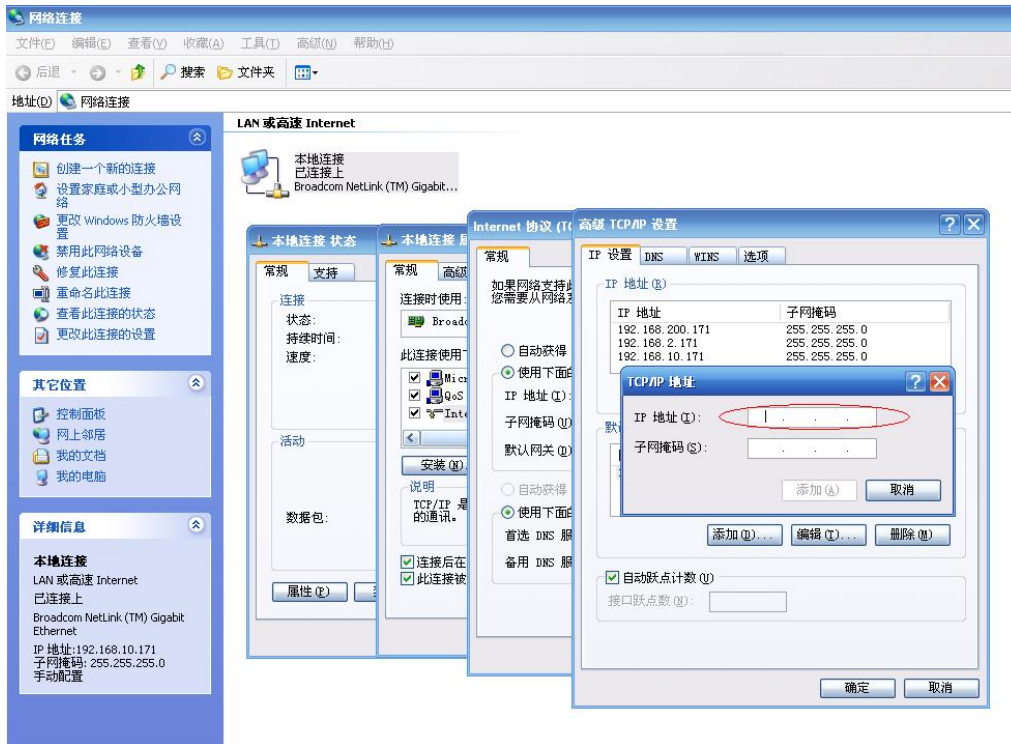 网络连接
文件(F) 编辑(E) 查看(V) 收藏(A) 工具(T) 高级(N) 帮助(H)
后退 搜索 文件夹
地址(D) 网络连接
网络任务
创建一个新的连接
设置家庭或小型办公网
络
更改 Windows 防火墙设
置
禁用此网络设备
修复此连接
重命名此连接
查看此连接的状态
更改此连接的设置
其它位置
控制面板
网上邻居
我的文档
我的电脑
详细信息
本地连接
LAN 或高速 Internet
已连接上
Broadcom NetLink (TM) Gigabit
Ethernet
IP 地址:192.168.10.171
子网掩码: 255.255.255.0
手动配置
LAN 或高速 Internet
本地连接
已连接上
Broadcom NetLink (TM) Gigabit...
本地连接 状态
常规 支持
连接
状态:
持续时间:
速度:
活动
数据包:
属性(P)
本地连接
常规 高级
连接时使用:
Broadc
此连接使用
Micr
QoS
Inte
安装(N)
说明
TCP/IP 是
的通讯。
连接后在
此连接被
Internet 协议 (TC
常规
如果网络支持此
您需要从网络
自动获得
使用下面的
IP 地址(I):
子网掩码(U)
默认网关(D)
自动获得
使用下面的
首选 DNS 服
备用 DNS 服
高级 TCP/IP 设置
IP 设置 DNS WINS 选项
IP 地址(R)
IP 地址 子网掩码
192.168.200.171 255.255.255.0
192.168.2.171 255.255.255.0
192.168.10.171 255.255.255.0
TCP/IP 地址
IP 地址(I):
子网掩码(S):
添加(A) 取消
默
添加(D)... 编辑(T)... 删除(M)
自动跃点计数(U)
接口跃点数(N):
确定 取消